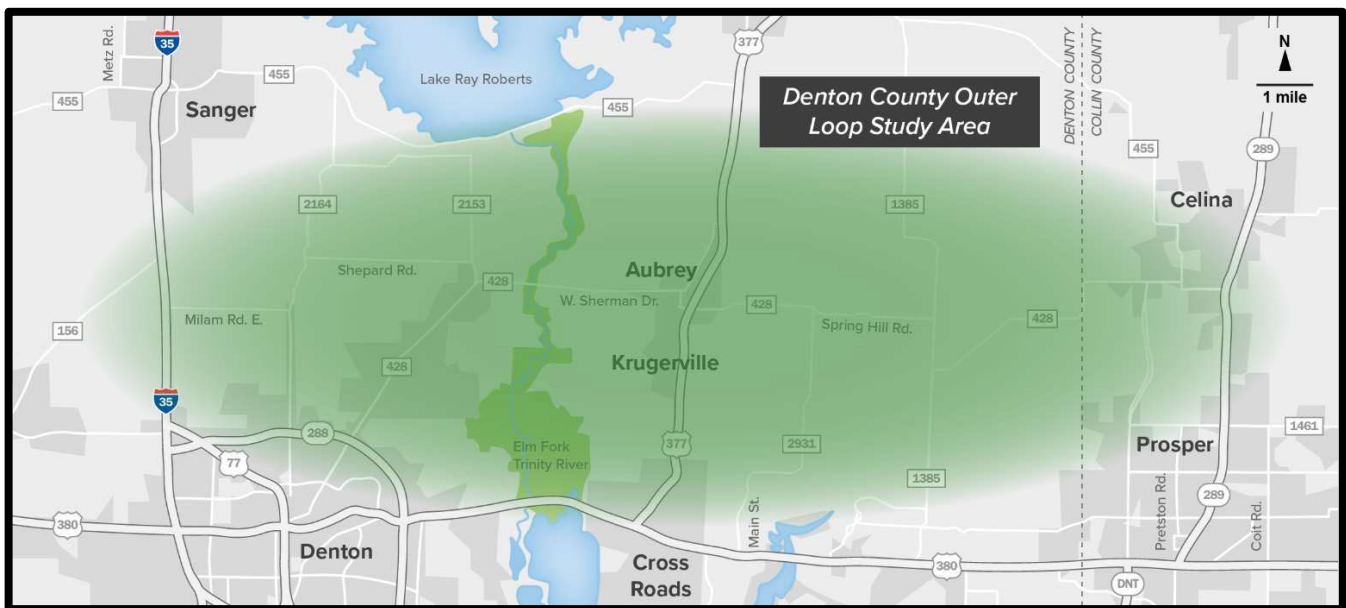 Metz Rd.
35
377
N
1 mile
Lake Ray Roberts
455
455
Sanger
455
Denton County Outer
Loop Study Area
DENTON COUNTY
COLLIN COUNTY
455
289
Celina
2164
2153
1385
Shepard Rd.
428
Aubrey
W. Sherman Dr.
428
Spring Hill Rd.
428
156
Milam Rd. E.
428
Krugerville
35
288
77
Elm Fork
Trinity River
377
2931
1385
Prosper
1461
289
Pretston Rd.
Coit Rd.
Main St.
380
Denton
Cross
Roads
380
DNT